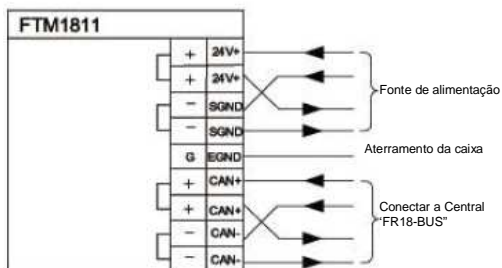 FTM1811
+ 24V+
+ 24V+
- SGND
- SGND
G EGND
+ CAN+
+ CAN+
- CAN-
- CAN-
Fonte de alimentação
Aterramento da caixa
Conectar a Central
"FR18-BUS"